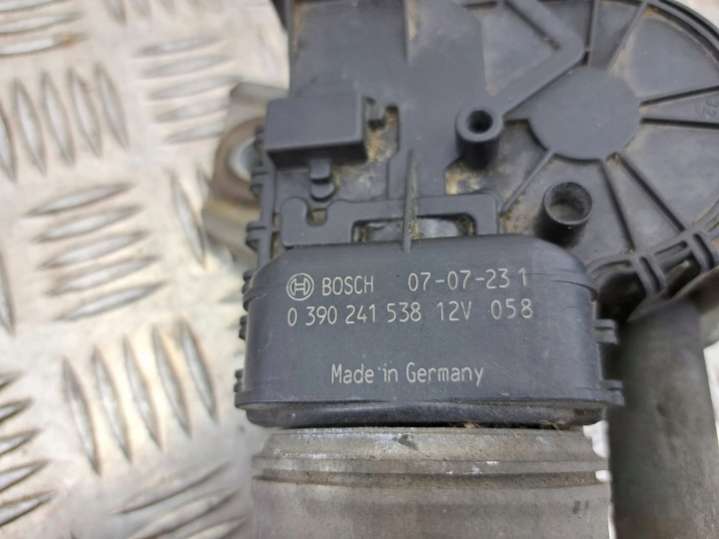 BOSCH 07-07-23 1
0 390 241 538 12V 058
Made in Germany